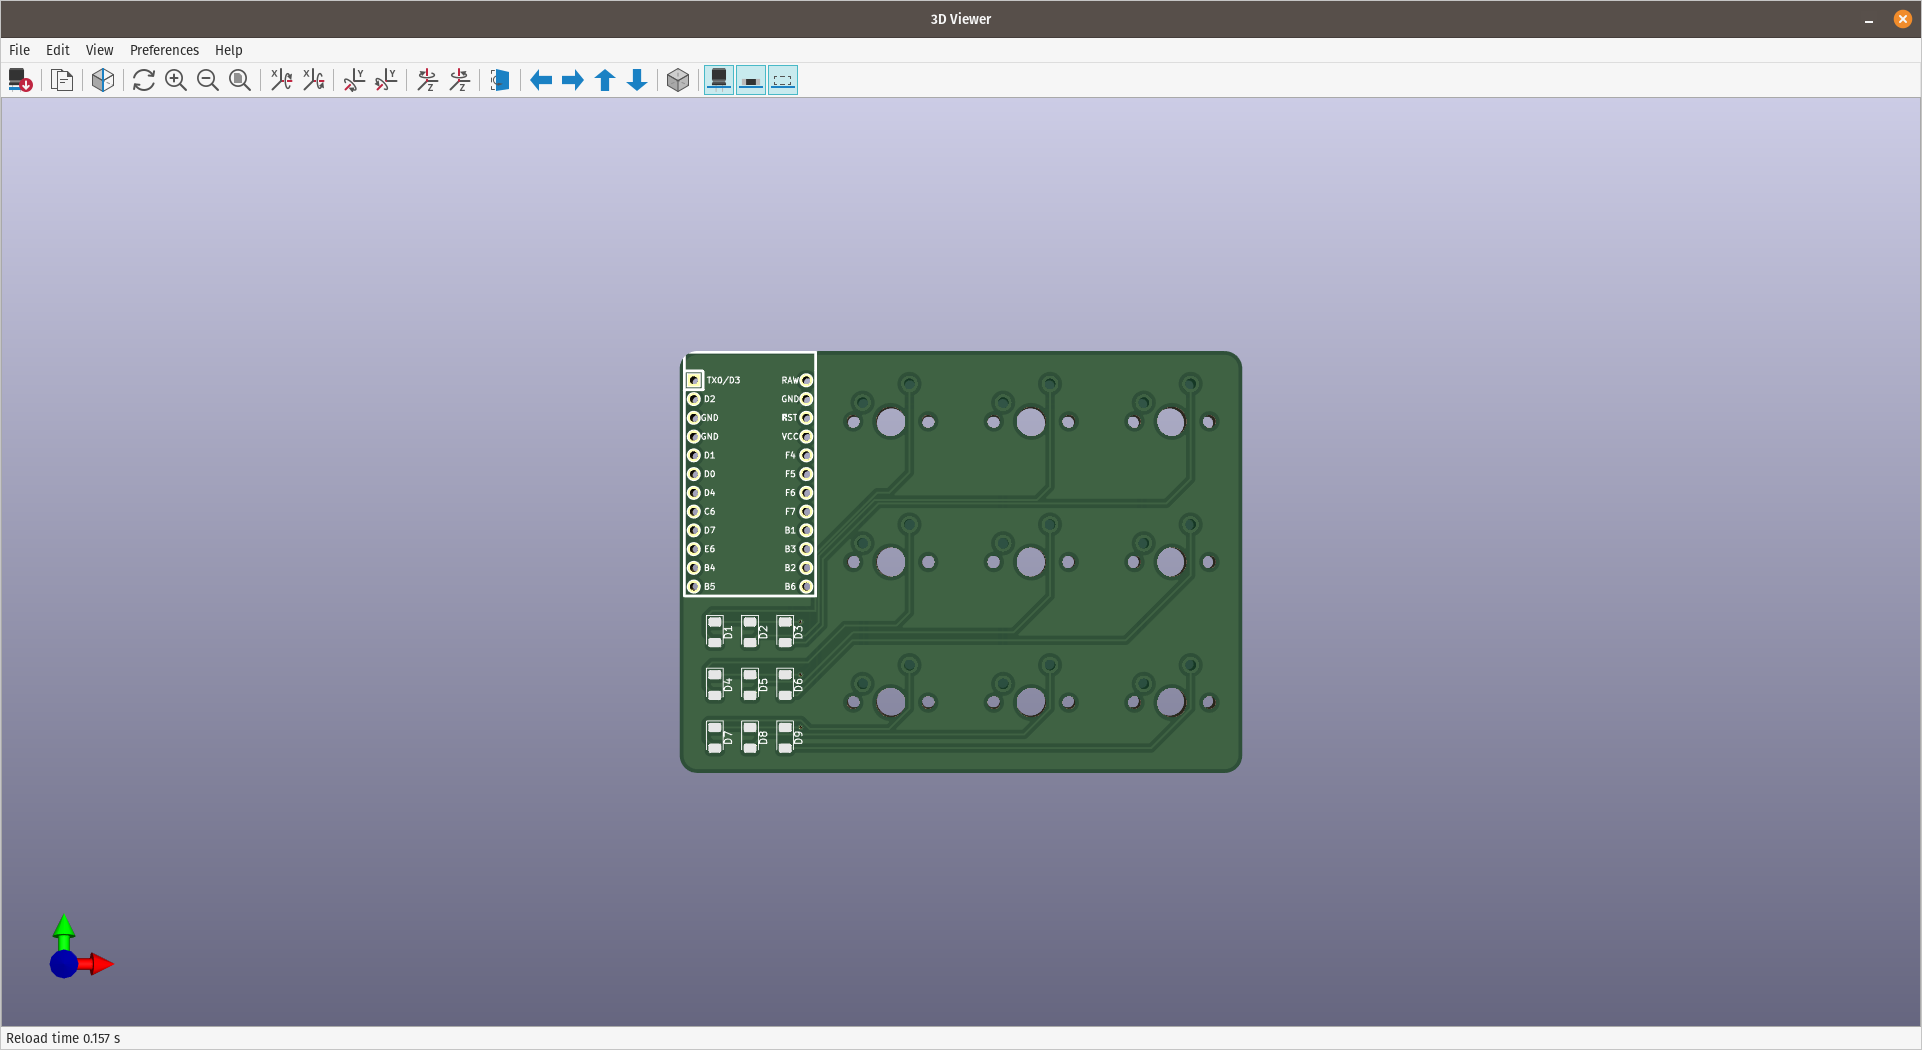 3D Viewer
File Edit View Preferences Help
X X Y Y Z Z
TX0/D3 RAW
D2 GND
GND RST
GND VCC
D1 F4
D0 F5
D4 F6
C6 F7
D7 B1
E6 B3
B4 B2
B5 B6
D1 D2 D3
D4 D5 D6
D7 D8 D9
Reload time 0.157 s